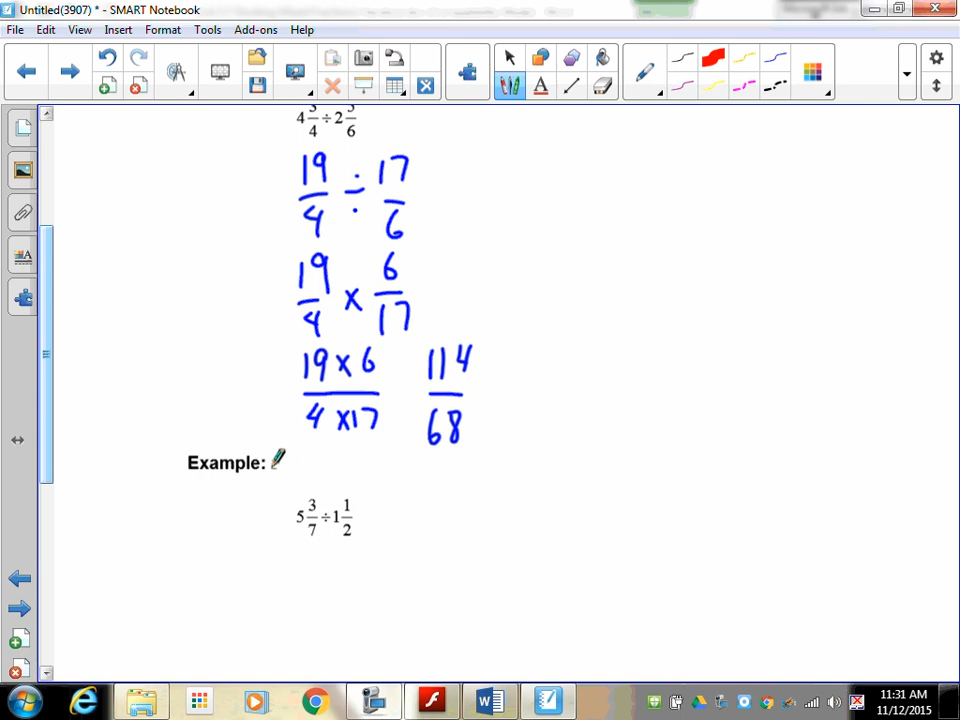 Untitled(3907) * - SMART Notebook
File Edit View Insert Format Tools Add-ons Help
4 3/4 ÷ 2 5/6
19/4 ÷ 17/6
19/4 x 6/17
19 x 6 / 4 x 17 114/68
Example:
5 3/7 ÷ 1 1/2
11:31 AM
11/12/2015